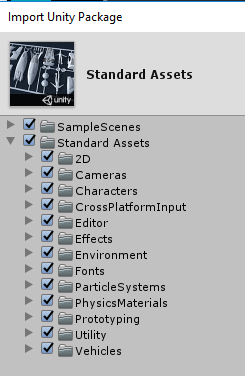 Import Unity Package
unity
Standard Assets
SampleScenes
Standard Assets
2D
Cameras
Characters
CrossPlatformInput
Editor
Effects
Environment
Fonts
ParticleSystems
PhysicsMaterials
Prototyping
Utility
Vehicles